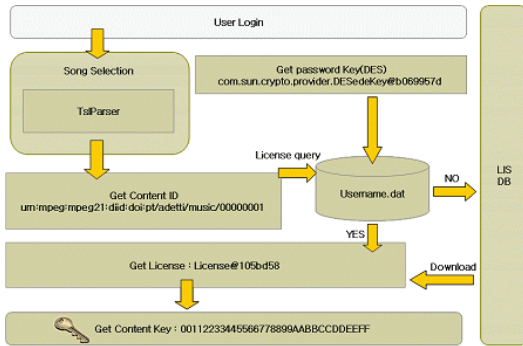 User Login
Song Selection
TslParser
Get password Key(DES)
com.sun.crypto.provider.DESedeKey@b069957d
License query
Get Content ID
urn:mpeg:mpeg21:diid:doi:pt/adetti/music/00000001
Username.dat
NO
LIS
DB
YES
Get License : License@105bd58
Download
Get Content Key : 00112233445566778899AABBCCDDEEFF